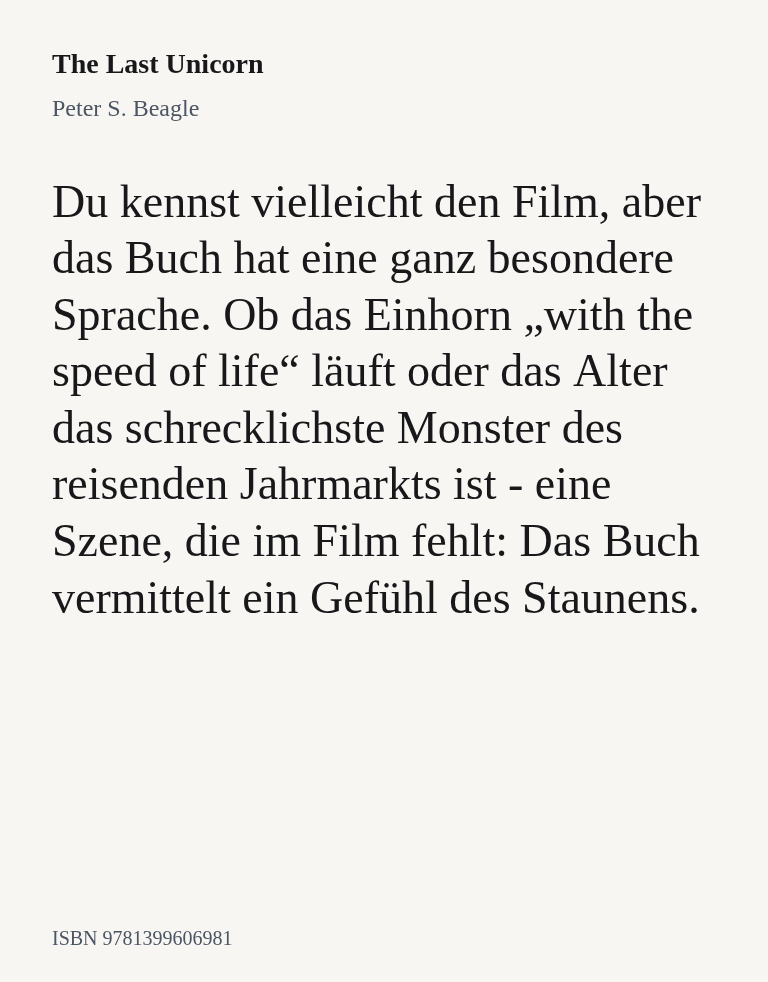 The Last Unicorn
Peter S. Beagle
Du kennst vielleicht den Film, aber
das Buch hat eine ganz besondere
Sprache. Ob das Einhorn „with the
speed of life“ läuft oder das Alter
das schrecklichste Monster des
reisenden Jahrmarkts ist - eine
Szene, die im Film fehlt: Das Buch
vermittelt ein Gefühl des Staunens.
ISBN 9781399606981